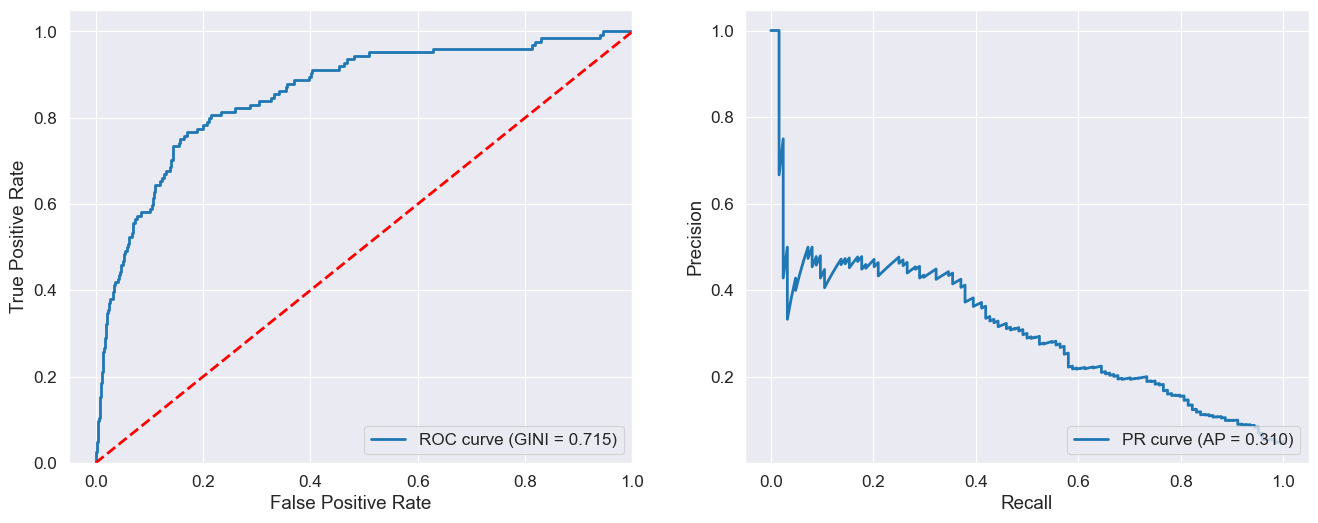 1.0
0.8
0.6
0.4
0.2
0.0
True Positive Rate
0.0 0.2 0.4 0.6 0.8 1.0
False Positive Rate
ROC curve (GINI = 0.715)
1.0
0.8
0.6
0.4
0.2
Precision
0.0 0.2 0.4 0.6 0.8 1.0
Recall
PR curve (AP = 0.310)